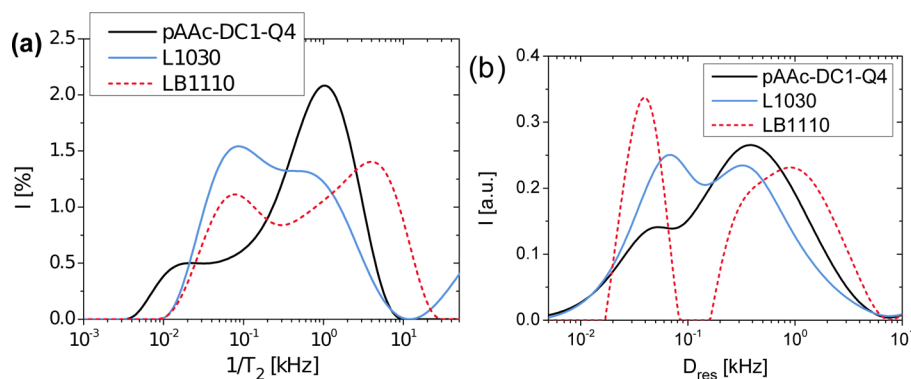 (a)
pAAc-DC1-Q4
L1030
LB1110
2.5
2.0
1.5
1.0
0.5
0.0
I [%]
10⁻³ 10⁻² 10⁻¹ 10⁰ 10¹
1/T₂ [kHz]
(b)
pAAc-DC1-Q4
L1030
LB1110
0.4
0.3
0.2
0.1
0.0
I [a.u.]
10⁻² 10⁻¹ 10⁰
D_res [kHz]